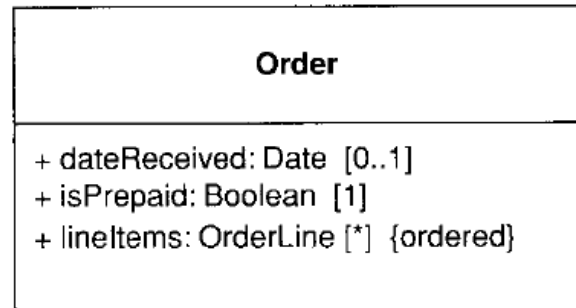 Order
+ dateReceived: Date [0..1]
+ isPrepaid: Boolean [1]
+ lineItems: OrderLine [*] {ordered}